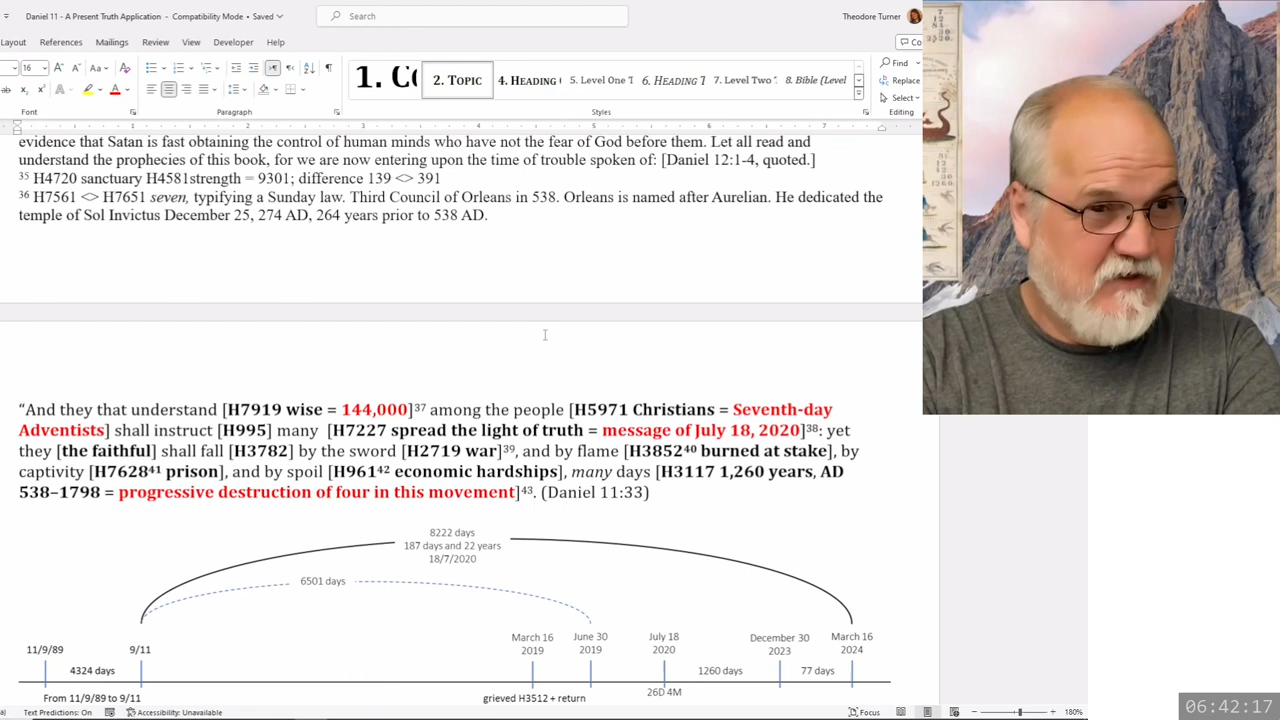 Daniel 11 - A Present Truth Application - Compatibility Mode • Saved
Search
Theodore Turner
Layout References Mailings Review View Developer Help
Co
16 A A Aa A
1. Co 2. TOPIC 4. HEADING 5. Level One 6. HEADING 7. Level Two 8. Bible (Level
Find
Replace
Select
ab x A A
Font Paragraph Styles Editing
1 2 3 4 5 6 7
evidence that Satan is fast obtaining the control of human minds who have not the fear of God before them. Let all read and
understand the prophecies of this book, for we are now entering upon the time of trouble spoken of: [Daniel 12:1-4, quoted.]
35 H4720 sanctuary H4581strength = 9301; difference 139 <> 391
36 H7561 <> H7651 seven, typifying a Sunday law. Third Council of Orleans in 538. Orleans is named after Aurelian. He dedicated the
temple of Sol Invictus December 25, 274 AD, 264 years prior to 538 AD.
“And they that understand [H7919 wise = 144,000]37 among the people [H5971 Christians = Seventh-day
Adventists] shall instruct [H995] many [H7227 spread the light of truth = message of July 18, 2020]38: yet
they [the faithful] shall fall [H3782] by the sword [H2719 war]39, and by flame [H385240 burned at stake], by
captivity [H762841 prison], and by spoil [H96142 economic hardships], many days [H3117 1,260 years, AD
538–1798 = progressive destruction of four in this movement]43. (Daniel 11:33)
8222 days
187 days and 22 years
18/7/2020
6501 days
11/9/89 9/11 March 16 2019 June 30 2019 July 18 2020 December 30 2023 March 16 2024
4324 days 1260 days 77 days
26D 4M
From 11/9/89 to 9/11 grieved H3512 + return
Text Predictions: On Accessibility: Unavailable Focus 180%
06:42:17